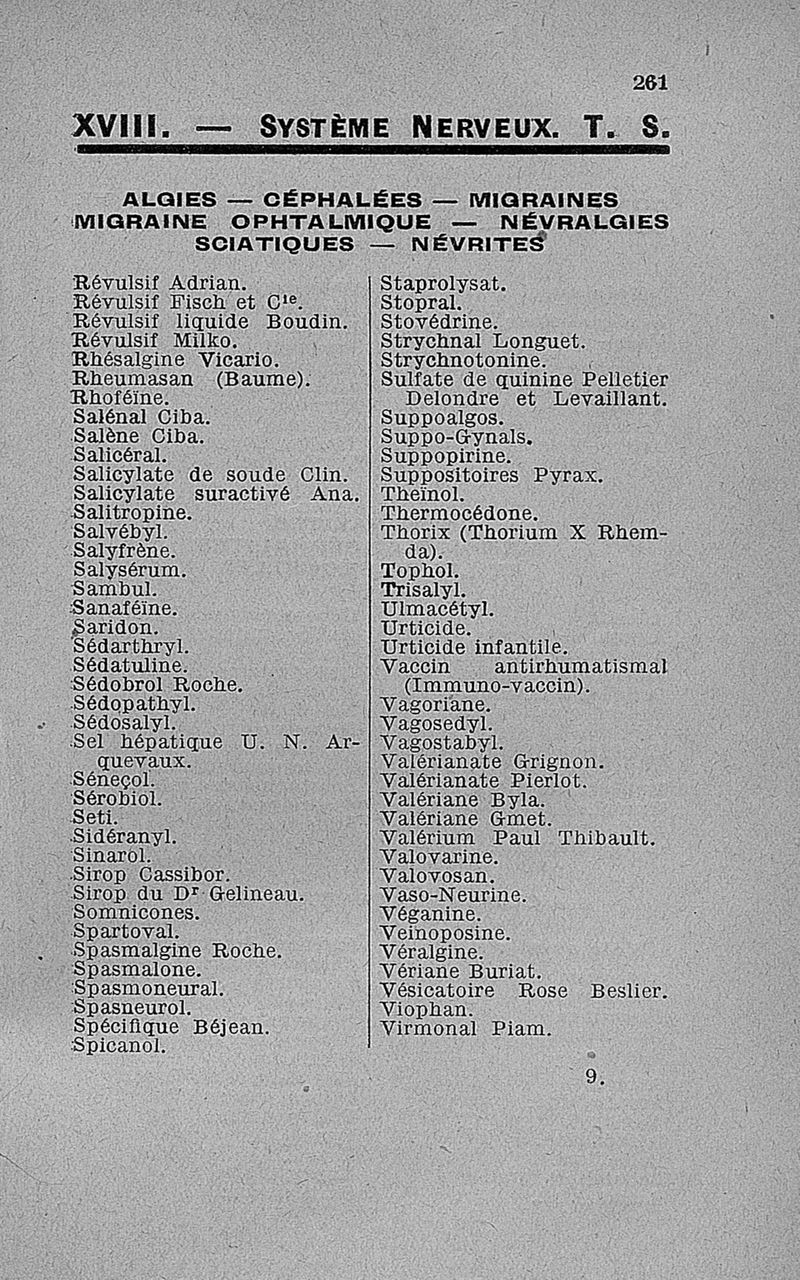 261
XVIII. — SYSTÈME NERVEUX. T. S.
ALGIES — CÉPHALÉES — MIGRAINES
MIGRAINE OPHTALMIQUE — NÉVRALGIES
SCIATIQUES — NÉVRITES
Révulsif Adrian.
Révulsif Fisch et Cie.
Révulsif liquide Boudin.
Révulsif Milko.
Rhésalgine Vicario.
Rheumasan (Baume).
Rhoféine.
Salénal Ciba.
Salène Ciba.
Salicéral.
Salicylate de soude Clin.
Salicylate suractivé Ana.
Salitropine.
Salvébyl.
Salyfrène.
Salysérum.
Sambul.
Sanaféïne.
Saridon.
Sédarthryl.
Sédatuline.
Sédobrol Roche.
Sédopathyl.
Sédosalyl.
Sel hépatique U. N. Ar-
quevaux.
Séneçol.
Sérobiol.
Seti.
Sidéranyl.
Sinarol.
Sirop Cassibor.
Sirop du Dr Gelineau.
Somnicones.
Spartoval.
Spasmalgine Roche.
Spasmalone.
Spasmoneural.
Spasneurol.
Spécifique Béjean.
Spicanol.
Staprolysat.
Stopral.
Stovédrine.
Strychnal Longuet.
Strychnotonine.
Sulfate de quinine Pelletier
Delondre et Levaillant.
Suppoalgos.
Suppo-Gynals.
Suppopirine.
Suppositoires Pyrax.
Theïnol.
Thermocédone.
Thorix (Thorium X Rhem-
da).
Tophol.
Trisalyl.
Ulmacétyl.
Urticide.
Urticide infantile.
Vaccin antirhumatismal
(Immuno-vaccin).
Vagoriane.
Vagosedyl.
Vagostabyl.
Valérianate Grignon.
Valérianate Pierlot.
Valériane Byla.
Valériane Gmet.
Valérium Paul Thibault.
Valovarine.
Valovosan.
Vaso-Neurine.
Véganine.
Veinoposine.
Véralgine.
Vériane Buriat.
Vésicatoire Rose Beslier.
Viophan.
Virmonal Piam.
9.